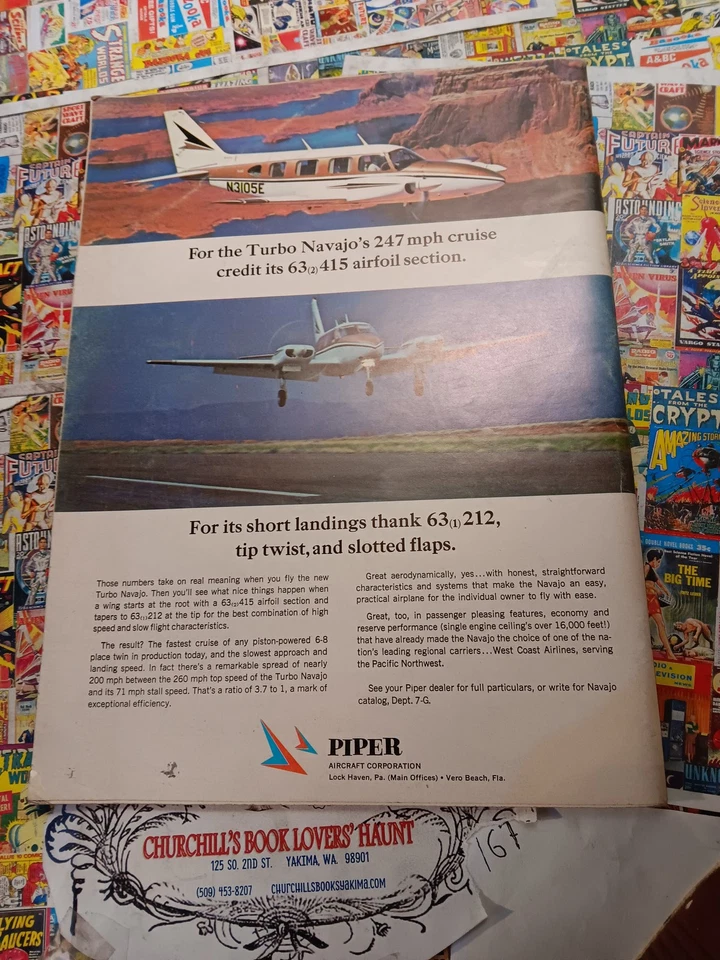 N3105E
For the Turbo Navajo's 247 mph cruise
credit its 63(2) 415 airfoil section.
For its short landings thank 63(1) 212,
tip twist, and slotted flaps.
Those numbers take on real meaning when you fly the new
Turbo Navajo. Then you'll see what nice things happen when
a wing starts at the root with a 63(2)415 airfoil section and
tapers to 63(1)212 at the tip for the best combination of high
speed and slow flight characteristics.
The result? The fastest cruise of any piston-powered 6-8
place twin in production today, and the slowest approach and
landing speed. In fact there's a remarkable spread of nearly
200 mph between the 260 mph top speed of the Turbo Navajo
and its 71 mph stall speed. That's a ratio of 3.7 to 1, a mark of
exceptional efficiency.
Great aerodynamically, yes...with honest, straightforward
characteristics and systems that make the Navajo an easy,
practical airplane for the individual owner to fly with ease.
Great, too, in passenger pleasing features, economy and
reserve performance (single engine ceiling's over 16,000 feet!)
that have already made the Navajo the choice of one of the na-
tion's leading regional carriers...West Coast Airlines, serving
the Pacific Northwest.
See your Piper dealer for full particulars, or write for Navajo
catalog, Dept. 7-G.
PIPER
AIRCRAFT CORPORATION
Lock Haven, Pa. (Main Offices) • Vero Beach, Fla.
CHURCHILL'S BOOK LOVERS' HAUNT
125 SO. 2ND ST. YAKIMA, WA. 98901
(509) 453-8207 CHURCHILLSBOOKSYAKIMA.COM
167
STRANGE
WORLDS
TALES
A&BC
CAPTAIN
FUTURE
ASTOUNDING
"TALES
FROM THE
CRYPT
AMAZING
THE
BIG TIME
FLYING
SAUCERS